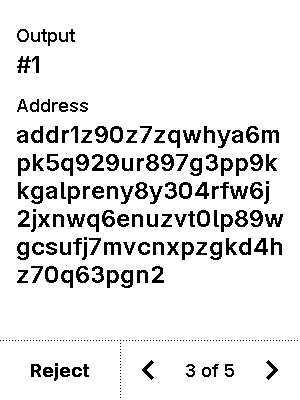 Output
#1
Address
addr1z90z7zqwhya6m
pk5q929ur897g3pp9k
kgalpreny8y304rfw6j
2jxnwq6enuzvt0lp89w
gcsufj7mvcnxpzgkd4h
z70q63pgn2
Reject
3 of 5